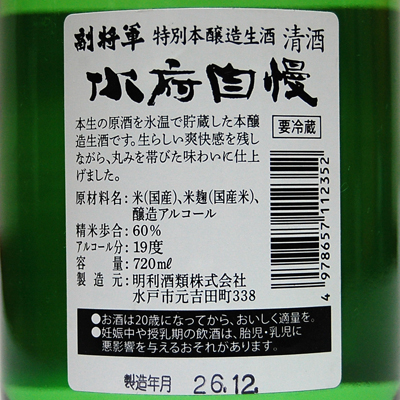 副将軍 特別本醸造生酒 清酒
水府自慢
本生の原酒を氷温で貯蔵した本醸
造生酒です。生らしい爽快感を残し
ながら、丸みを帯びた味わいに仕上
げました。
要冷蔵
原材料名:米(国産)、米麹(国産米)、
醸造アルコール
精米歩合:60%
アルコール分:19度
容量:720ml
製造元:明利酒類株式会社
水戸市元吉田町338
4 978657 112352
●お酒は20歳になってから、おいしく適量を。
●妊娠中や授乳期の飲酒は、胎児・乳児に
悪影響を与えるおそれがあります。
製造年月 26.12.